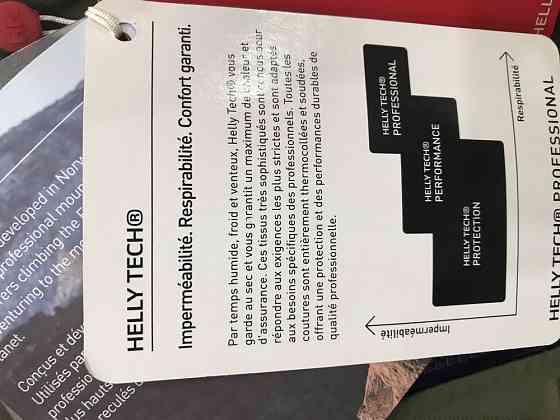 HELLY TECH®
Imperméabilité. Respirabilité. Confort garanti.
Par temps humide, froid et venteux, Helly Tech® vous
garde au sec et vous garantit un maximum de chaleur et
d'assurance. Ces tissus très sophistiqués sont conçus pour
répondre aux exigences les plus strictes et sont adaptés
aux besoins spécifiques des professionnels. Toutes les
coutures sont entièrement thermocollées et soudées,
offrant une protection et des performances durables de
qualité professionnelle.
HELLY TECH®
PROFESSIONAL
HELLY TECH®
PERFORMANCE
HELLY TECH®
PROTECTION
Imperméabilité
Respirabilité
HELLY TECH® PROFESSIONAL
HELL
developed in Norw
professional moun
climbing the
enturing to the mo
anet.
Conçus et dév
Utilisés pa
professio
plus hauts
reculés d